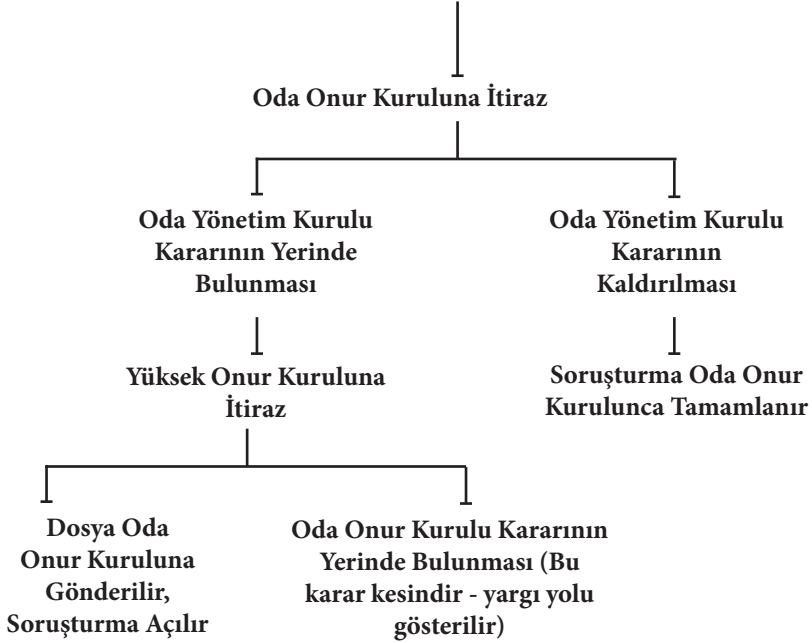 Oda Onur Kuruluna İtiraz
Oda Yönetim Kurulu
Kararının Yerinde
Bulunması
Oda Yönetim Kurulu
Kararının
Kaldırılması
Yüksek Onur Kuruluna
İtiraz
Soruşturma Oda Onur
Kurulunca Tamamlanır
Dosya Oda
Onur Kuruluna
Gönderilir,
Soruşturma Açılır
Oda Onur Kurulu Kararının
Yerinde Bulunması (Bu
karar kesindir - yargı yolu
gösterilir)